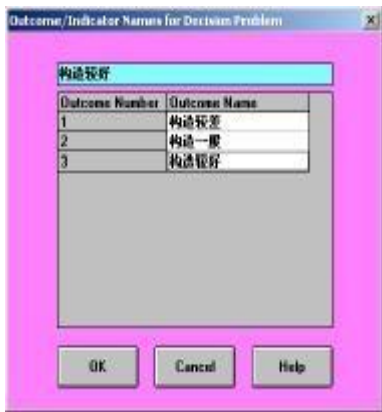 Outcome/Indicator Names for Decision Problem
构造较好
Outcome Number Outcome Name
1 构造较差
2 构造一般
3 构造较好
OK Cancel Help